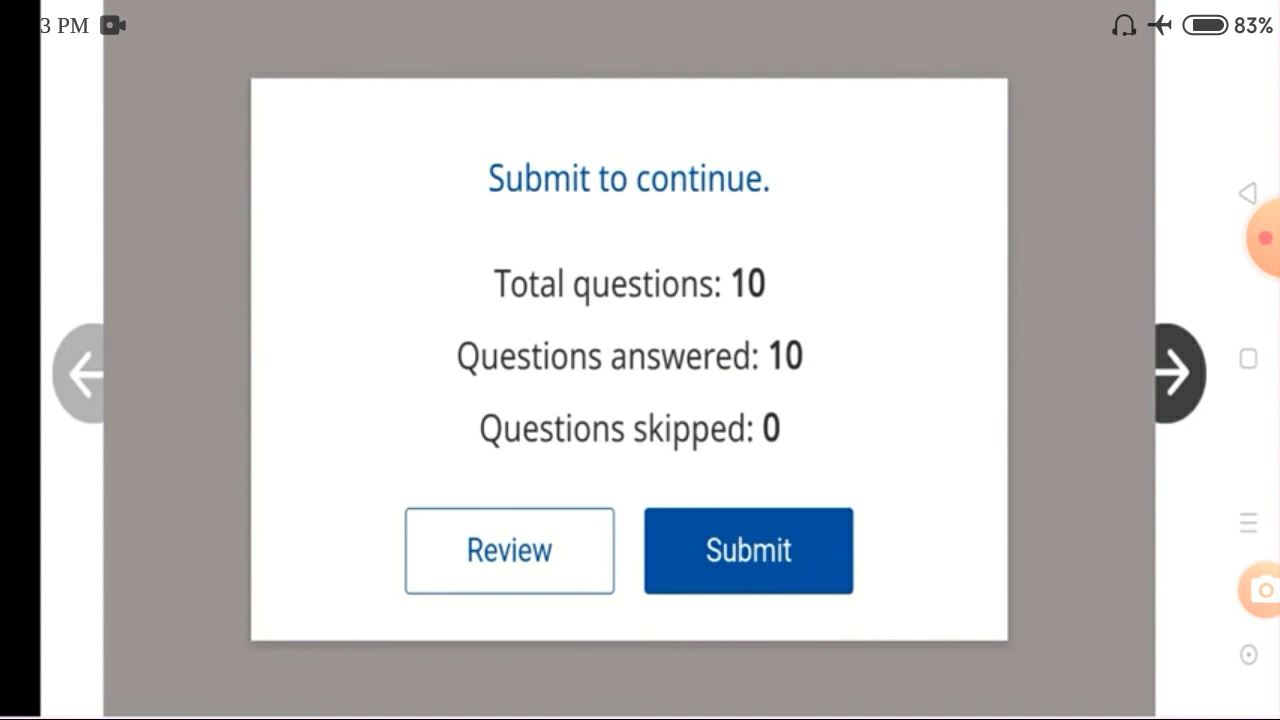 3 PM 83%
Submit to continue.
Total questions: 10
Questions answered: 10
Questions skipped: 0
Review Submit